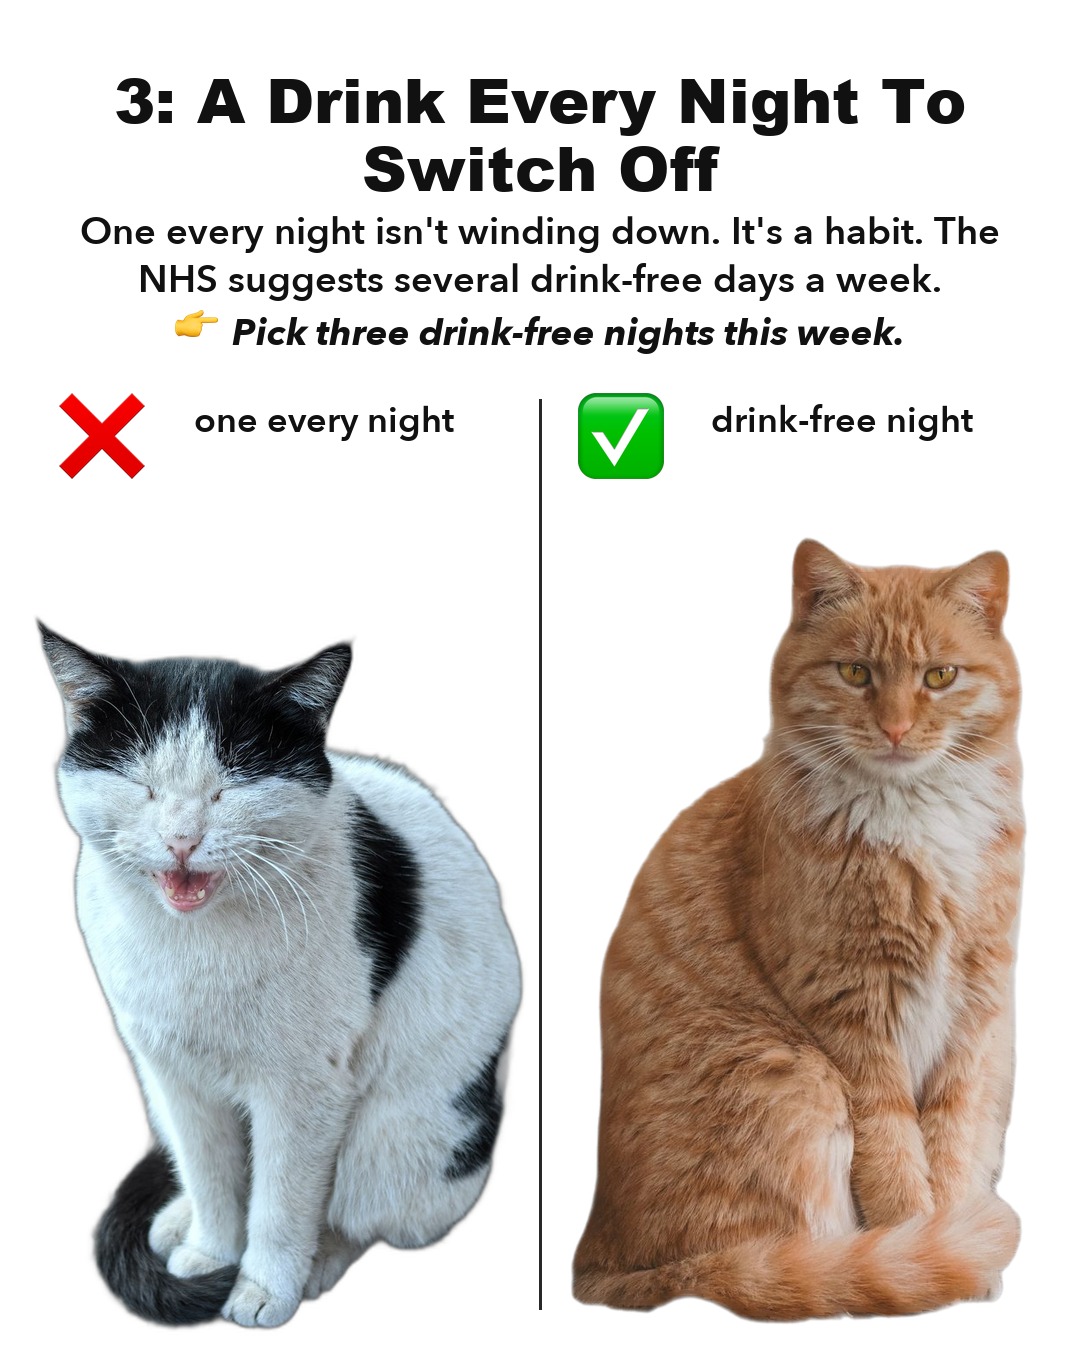 3: A Drink Every Night To
Switch Off
One every night isn't winding down. It's a habit. The
NHS suggests several drink-free days a week.
👉 Pick three drink-free nights this week.
❌ one every night
✅ drink-free night